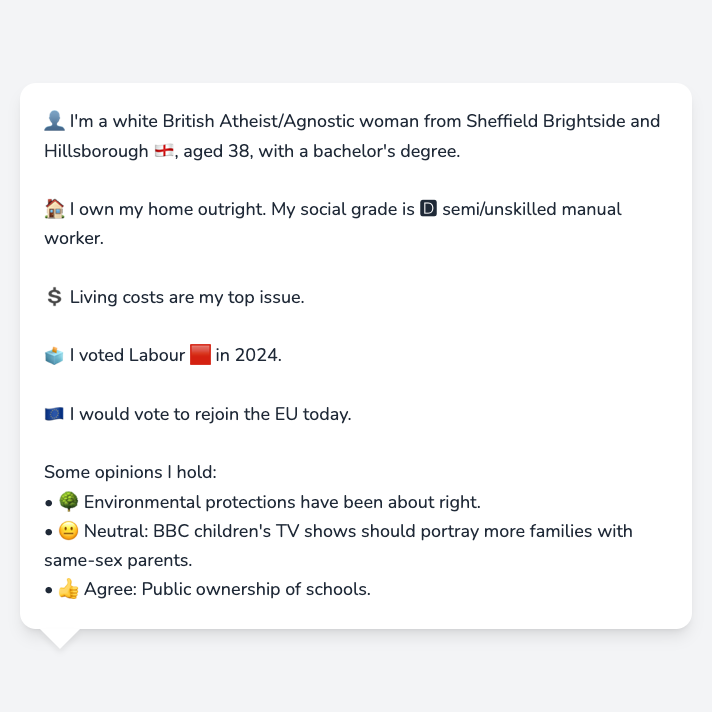 👤 I'm a white British Atheist/Agnostic woman from Sheffield Brightside and
Hillsborough 🏴󠁧󠁢󠁥󠁮󠁧󠁿, aged 38, with a bachelor's degree.
🏠 I own my home outright. My social grade is 🅳 semi/unskilled manual
worker.
💲 Living costs are my top issue.
🗳️ I voted Labour 🟥 in 2024.
🇪🇺 I would vote to rejoin the EU today.
Some opinions I hold:
• 🌳 Environmental protections have been about right.
• 😐 Neutral: BBC children's TV shows should portray more families with
same-sex parents.
• 👍 Agree: Public ownership of schools.